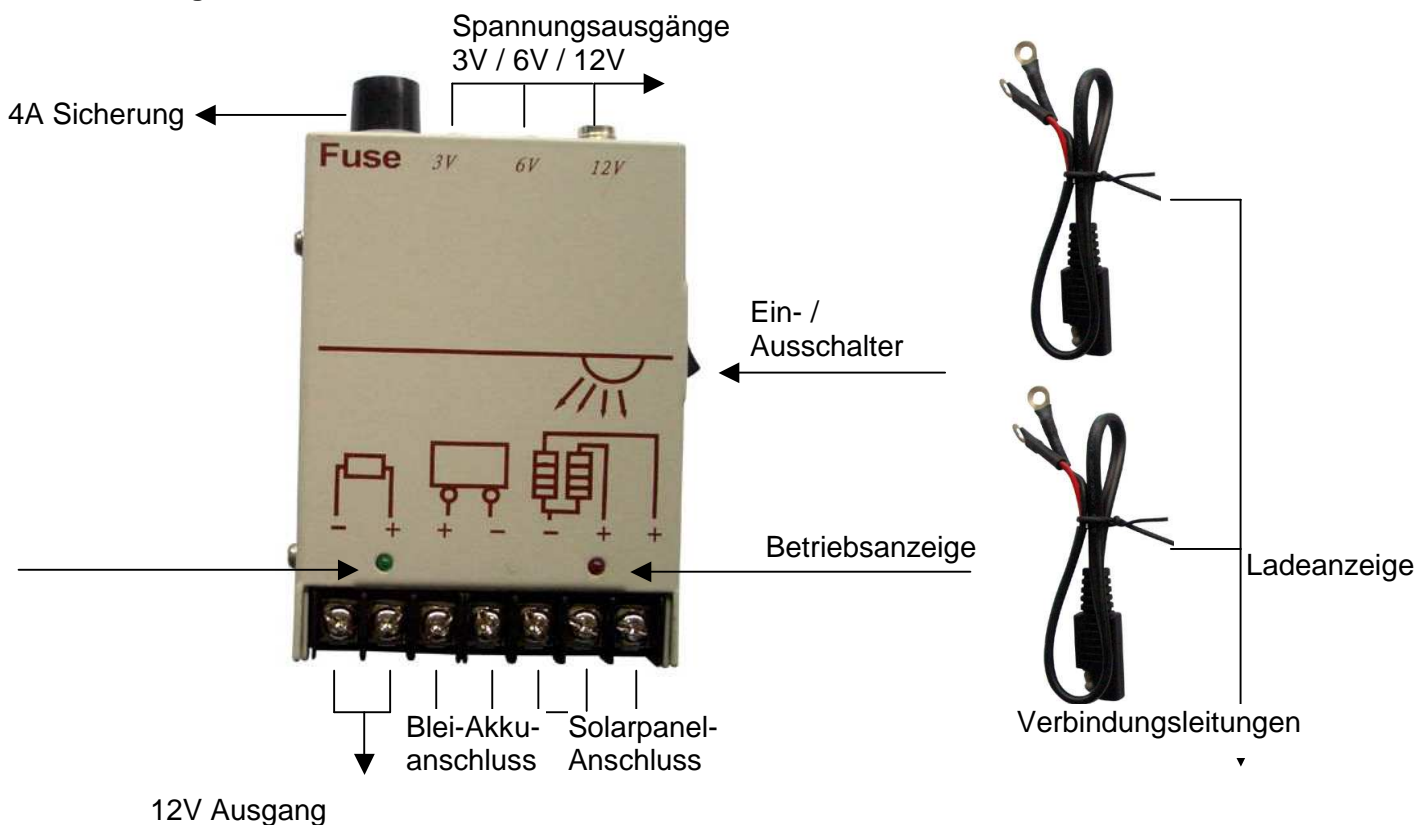 Spannungsausgänge
3V / 6V / 12V
4A Sicherung
Fuse 3V 6V 12V
Ein- /
Ausschalter
- + + - - + +
Betriebsanzeige
Ladeanzeige
Blei-Akku-
anschluss
Solarpanel-
Anschluss
Verbindungsleitungen
12V Ausgang